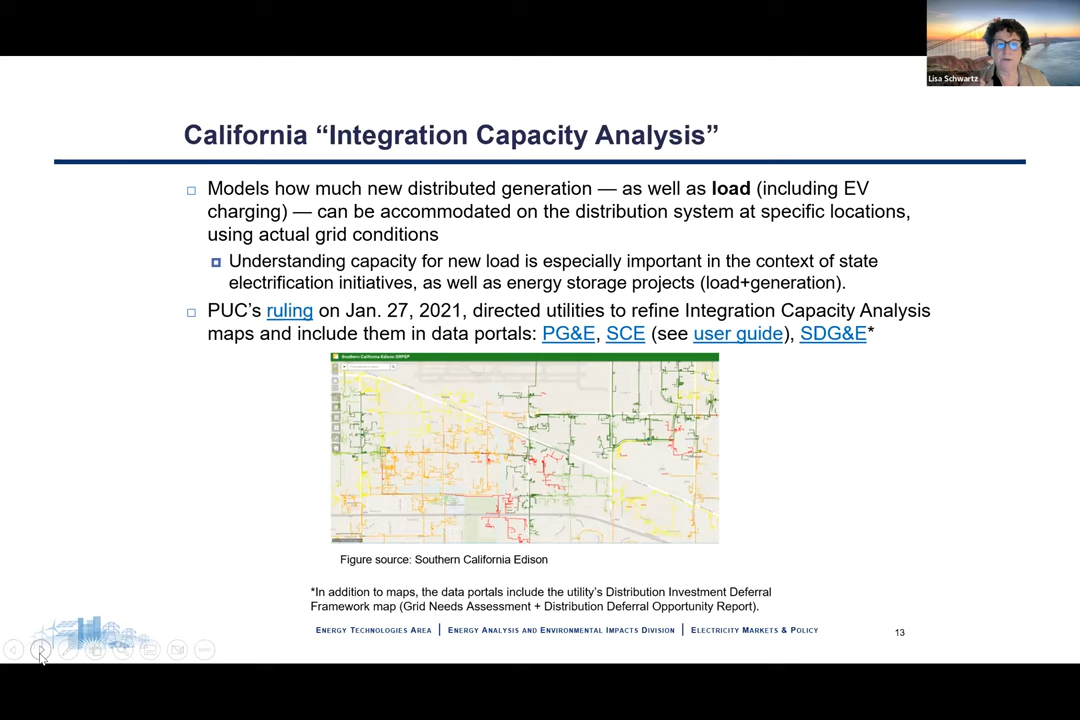 Lisa Schwartz
California “Integration Capacity Analysis”
Models how much new distributed generation — as well as load (including EV
charging) — can be accommodated on the distribution system at specific locations,
using actual grid conditions
Understanding capacity for new load is especially important in the context of state
electrification initiatives, as well as energy storage projects (load+generation).
PUC’s ruling on Jan. 27, 2021, directed utilities to refine Integration Capacity Analysis
maps and include them in data portals: PG&E, SCE (see user guide), SDG&E*
Southern California Edison DRPEP
Figure source: Southern California Edison
*In addition to maps, the data portals include the utility’s Distribution Investment Deferral
Framework map (Grid Needs Assessment + Distribution Deferral Opportunity Report).
Energy Technologies Area | Energy Analysis and Environmental Impacts Division | Electricity Markets & Policy
13